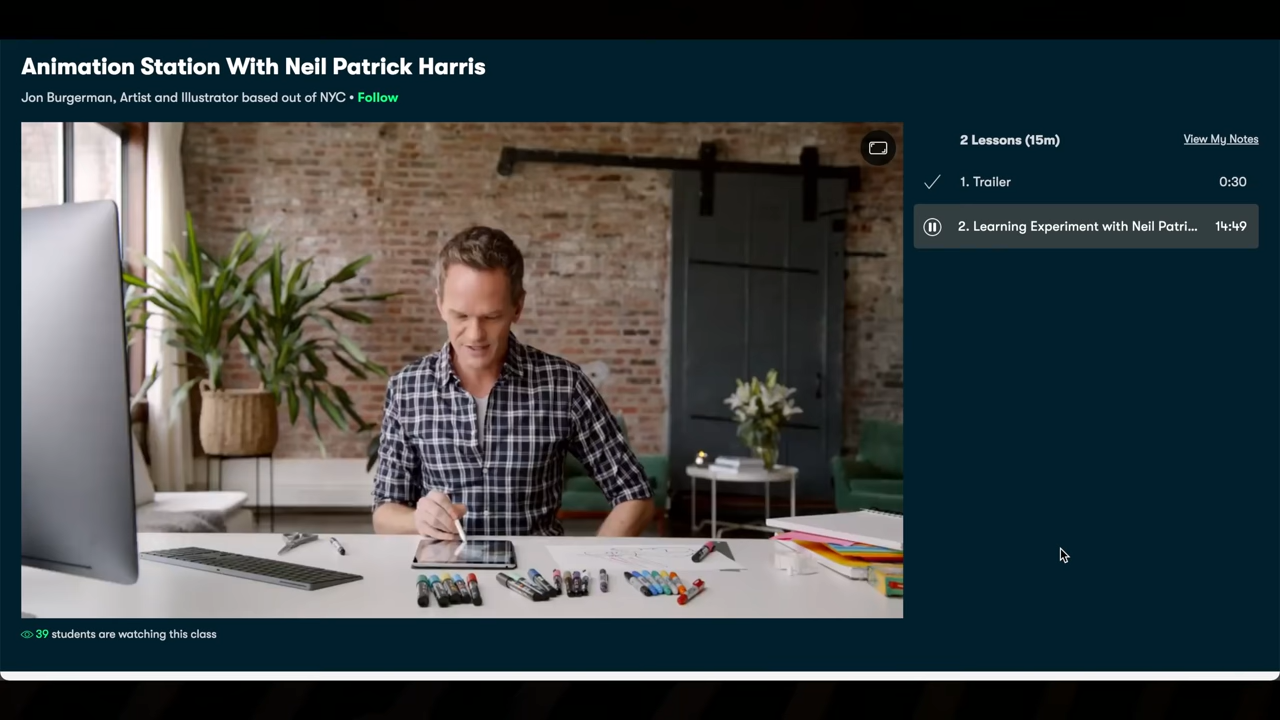 Animation Station With Neil Patrick Harris
Jon Burgerman, Artist and Illustrator based out of NYC • Follow
2 Lessons (15m) View My Notes
1. Trailer 0:30
2. Learning Experiment with Neil Patri... 14:49
39 students are watching this class